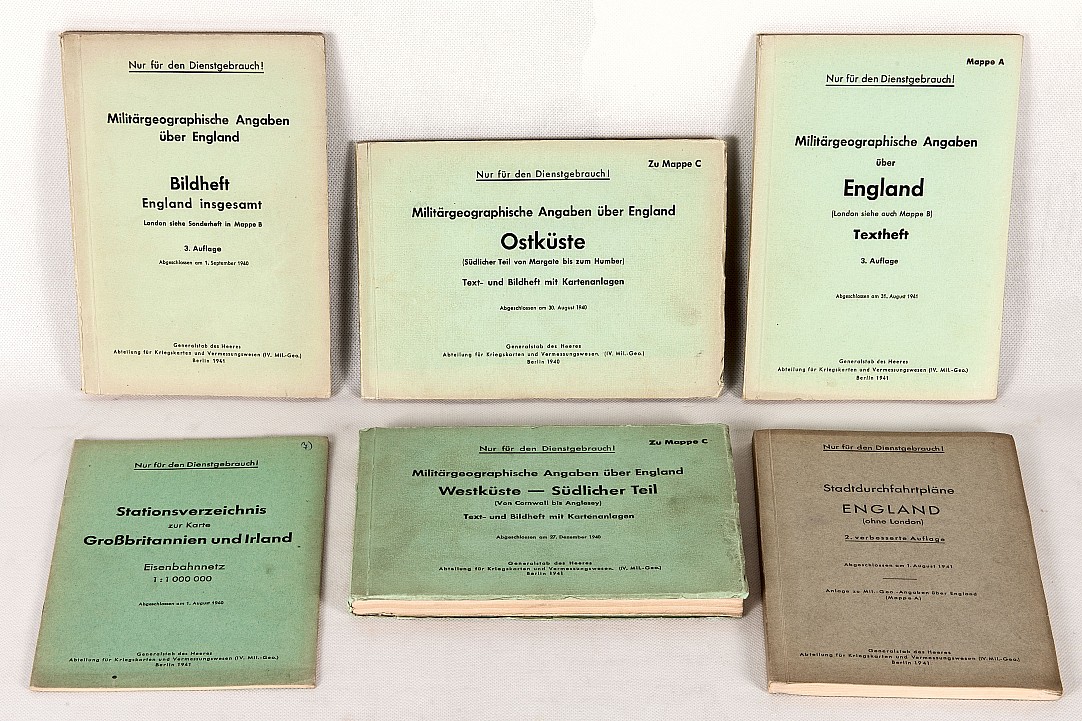 Nur für den Dienstgebrauch!
Militärgeographische Angaben
über England
Bildheft
England insgesamt
London siehe Sonderheft in Mappe B
3. Auflage
Abgeschlossen am 1. September 1940
Generalstab des Heeres
Abteilung für Kriegskarten und Vermessungswesen (IV. Mil.-Geo.)
Berlin 1941
Zu Mappe C
Nur für den Dienstgebrauch!
Militärgeographische Angaben über England
Ostküste
(Südlicher Teil von Margate bis zum Humber)
Text- und Bildheft mit Kartenanlagen
Abgeschlossen am 30. August 1940
Generalstab des Heeres
Abteilung für Kriegskarten und Vermessungswesen. (IV. Mil.-Geo.)
Berlin 1940
Mappe A
Nur für den Dienstgebrauch!
Militärgeographische Angaben
über
England
(London siehe auch Mappe B)
Textheft
3. Auflage
Abgeschlossen am 31. August 1941
Generalstab des Heeres
Abteilung für Kriegskarten und Vermessungswesen (IV. Mil.-Geo.)
Berlin 1941
7)
Nur für den Dienstgebrauch!
Stationsverzeichnis
zur Karte
Großbritannien und Irland
Eisenbahnnetz
1:1 000 000
Abgeschlossen am 1. August 1940
Generalstab des Heeres
Abteilung für Kriegskarten und Vermessungswesen (IV. Mil.-Geo.)
Berlin 1941
Zu Mappe C
Nur für den Dienstgebrauch!
Militärgeographische Angaben über England
Westküste — Südlicher Teil
(Von Cornwall bis Anglesey)
Text- und Bildheft mit Kartenanlagen
Abgeschlossen am 27. Dezember 1940
Generalstab des Heeres
Abteilung für Kriegskarten und Vermessungswesen. (IV. Mil.-Geo.)
Berlin 1941
Nur für den Dienstgebrauch!
Stadtdurchfahrtpläne
ENGLAND
(ohne London)
2. verbesserte Auflage
Abgeschlossen am 1. August 1941
Anlage zu Mil.-Geo.-Angaben über England
(Mappe A)
Generalstab des Heeres
Abteilung für Kriegskarten und Vermessungswesen (IV. Mil.-Geo.)
Berlin 1941